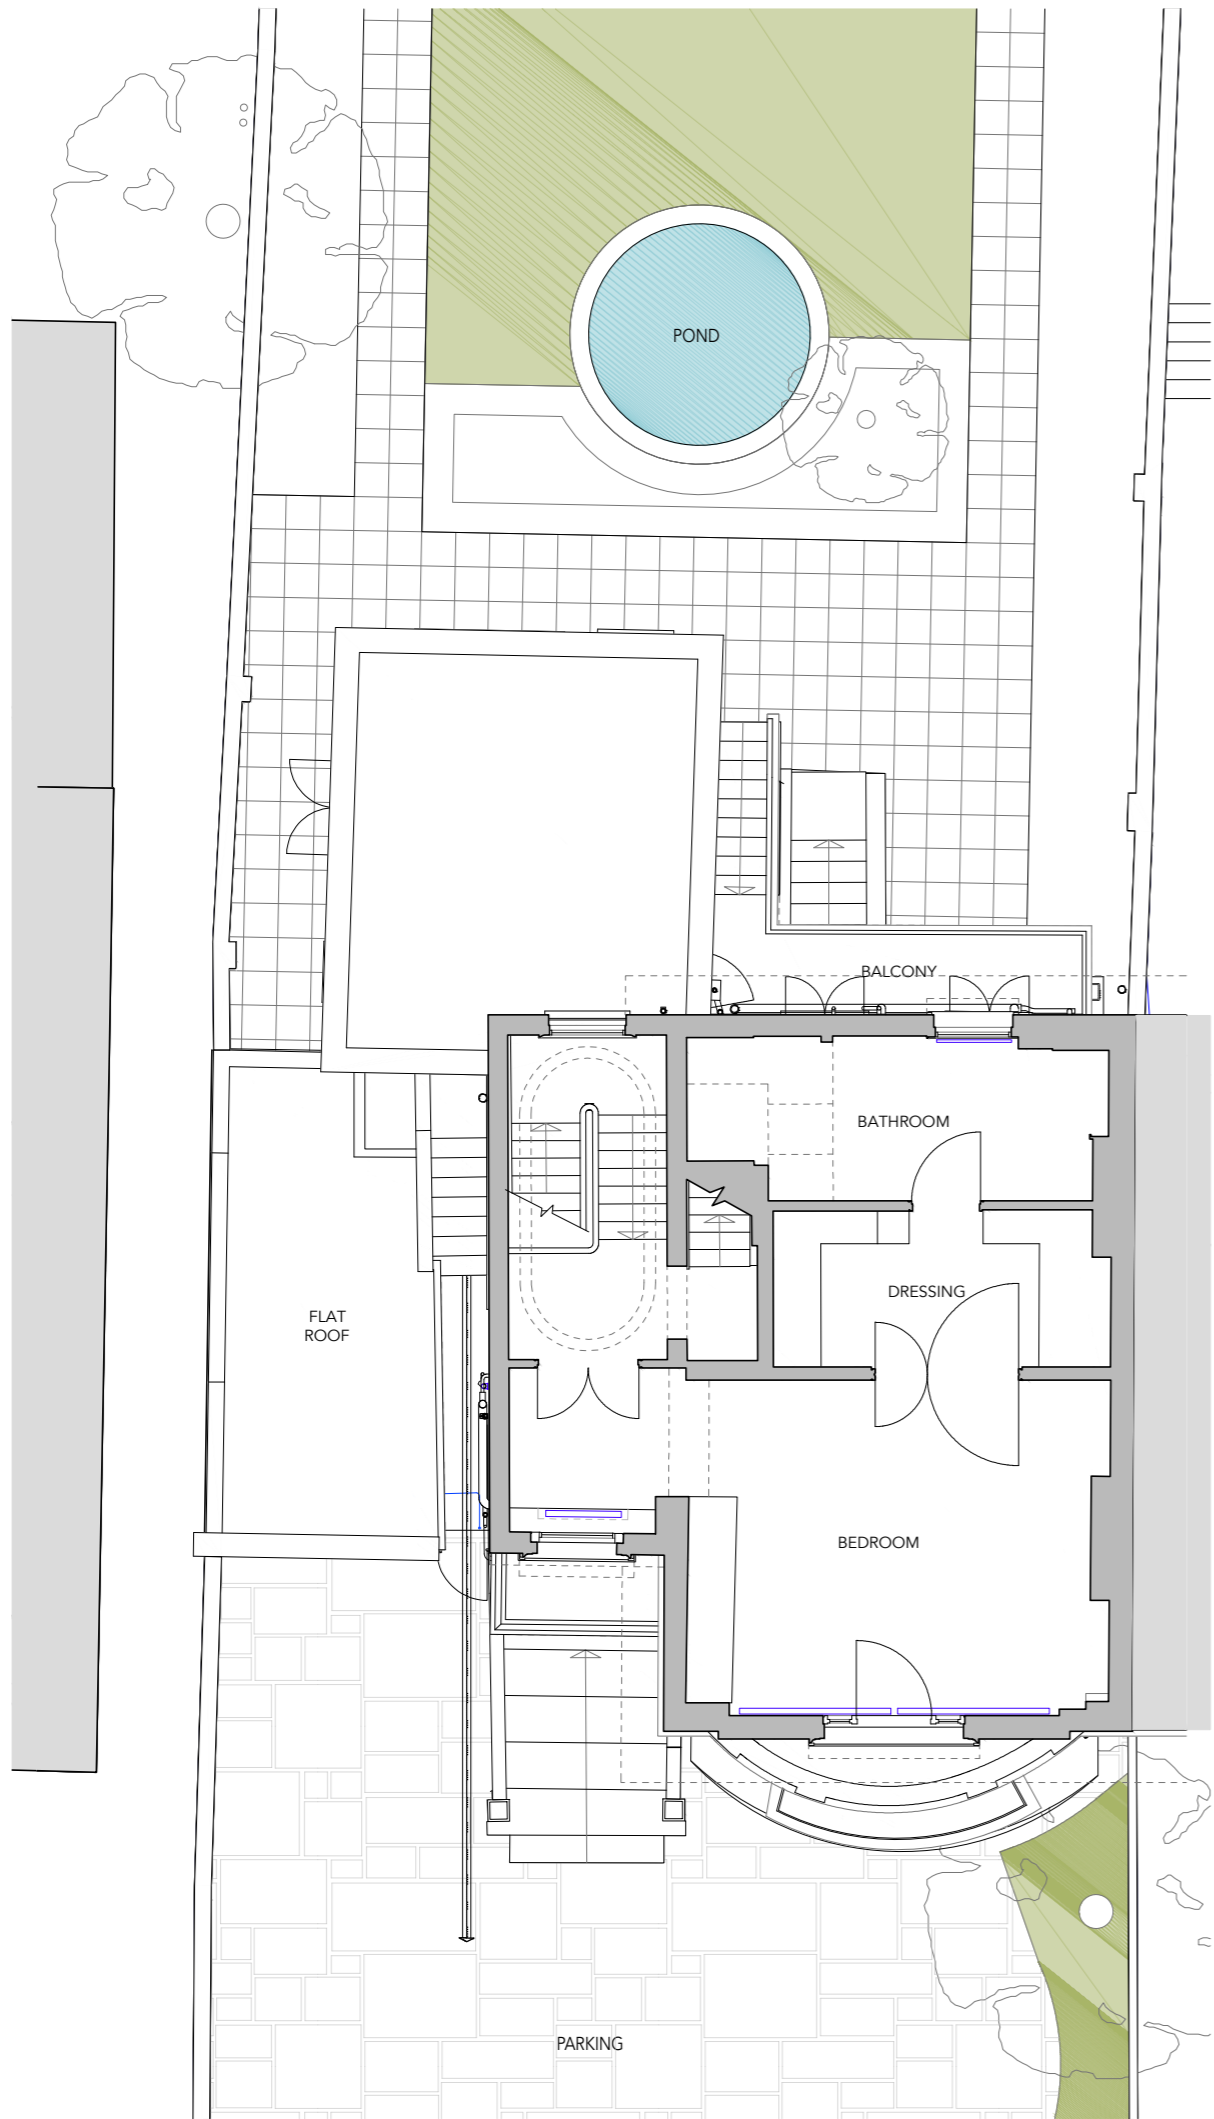 POND
BALCONY
BATHROOM
DRESSING
FLAT
ROOF
BEDROOM
PARKING